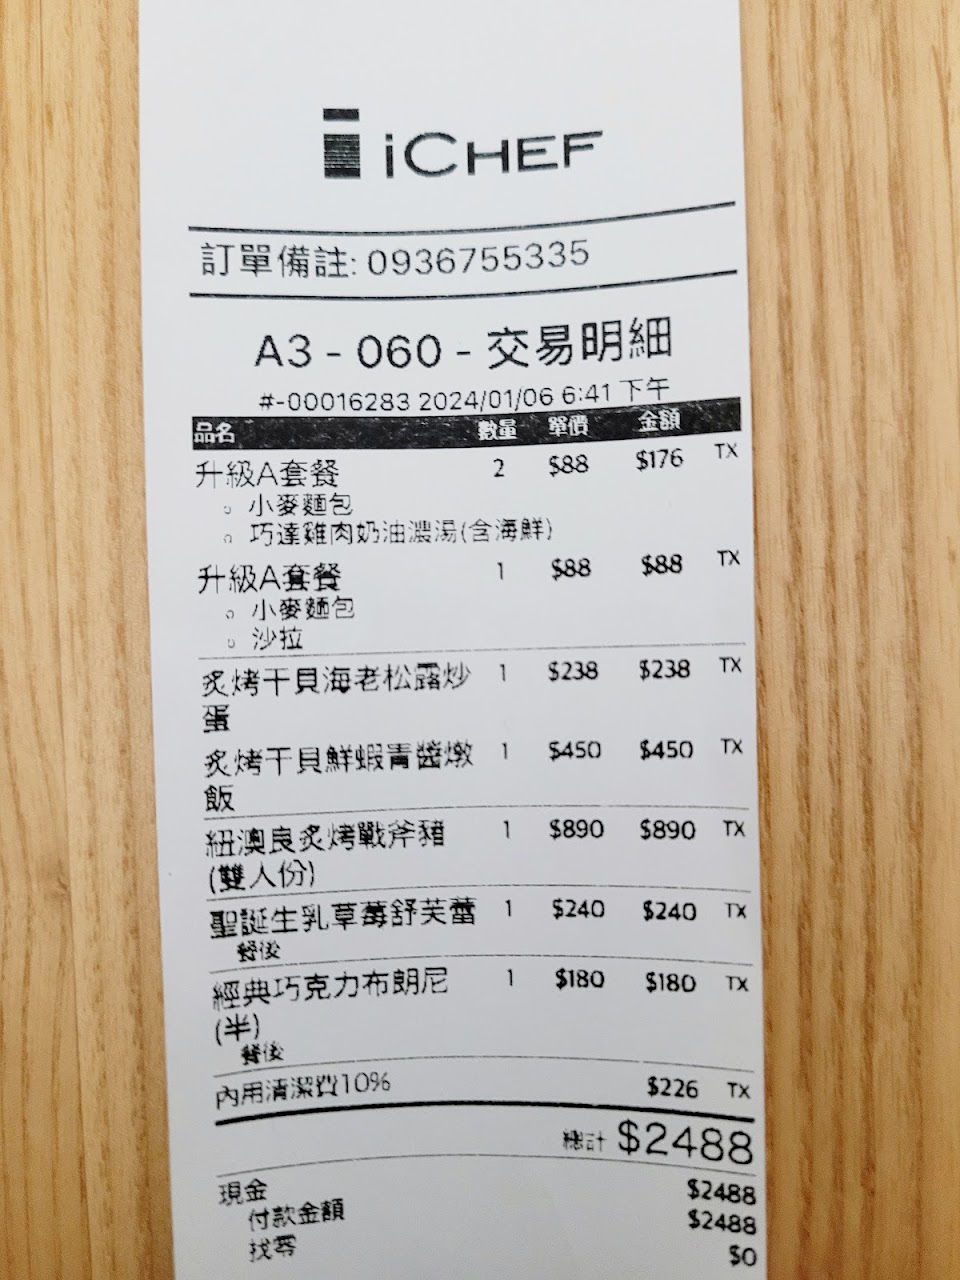 iCHEF
訂單備註: 0936755335
A3 - 060 - 交易明細
#-00016283 2024/01/06 6:41 下午
品名 數量 單價 金額
升級A套餐 2 $88 $176 TX
。 小麥麵包
。 巧達雞肉奶油濃湯(含海鮮)
升級A套餐 1 $88 $88 TX
。 小麥麵包
。 沙拉
炙烤干貝海老松露炒 1 $238 $238 TX
蛋
炙烤干貝鮮蝦青醬燉 1 $450 $450 TX
飯
紐澳良炙烤戰斧豬 1 $890 $890 TX
(雙人份)
聖誕生乳草莓舒芙蕾 1 $240 $240 TX
餐後
經典巧克力布朗尼 1 $180 $180 TX
(半)
餐後
內用清潔費10% $226 TX
總計 $2488
現金 $2488
付款金額 $2488
找零 $0